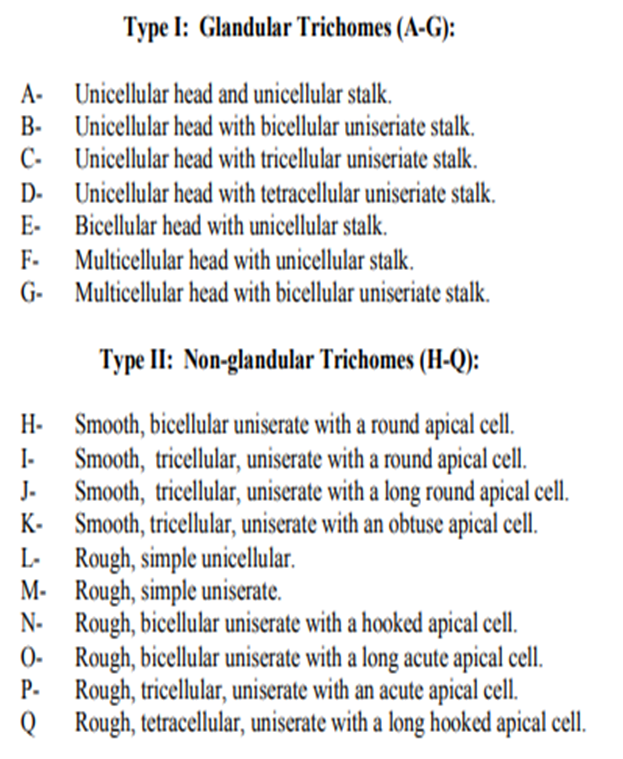 Type I: Glandular Trichomes (A-G):
A- Unicellular head and unicellular stalk.
B- Unicellular head with bicellular uniseriate stalk.
C- Unicellular head with tricellular uniseriate stalk.
D- Unicellular head with tetracellular uniseriate stalk.
E- Bicellular head with unicellular stalk.
F- Multicellular head with unicellular stalk.
G- Multicellular head with bicellular uniseriate stalk.
Type II: Non-glandular Trichomes (H-Q):
H- Smooth, bicellular uniserate with a round apical cell.
I- Smooth, tricellular, uniserate with a round apical cell.
J- Smooth, tricellular, uniserate with a long round apical cell.
K- Smooth, tricellular, uniserate with an obtuse apical cell.
L- Rough, simple unicellular.
M- Rough, simple uniserate.
N- Rough, bicellular uniserate with a hooked apical cell.
O- Rough, bicellular uniserate with a long acute apical cell.
P- Rough, tricellular, uniserate with an acute apical cell.
Q Rough, tetracellular, uniserate with a long hooked apical cell.